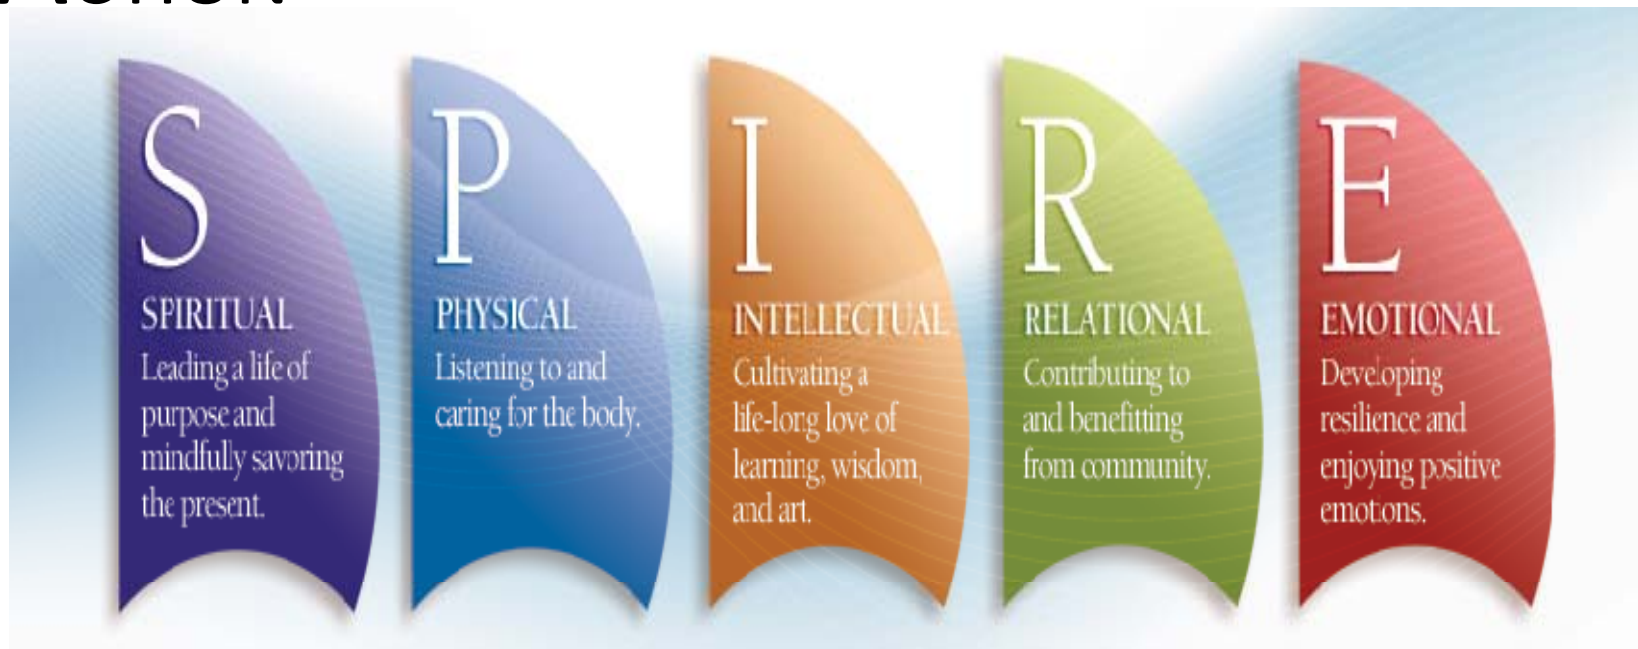 S
SPIRITUAL
Leading a life of
purpose and
mindfully savoring
the present.
P
PHYSICAL
Listening to and
caring for the body.
I
INTELLECTUAL
Cultivating a
life-long love of
learning, wisdom,
and art.
R
RELATIONAL
Contributing to
and benefitting
from community.
E
EMOTIONAL
Developing
resilience and
enjoying positive
emotions.